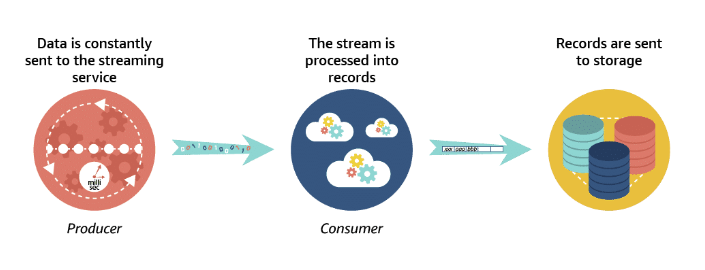 Data is constantly
sent to the streaming
service
The stream is
processed into
records
Records are sent
to storage
milli
sec
Producer
Consumer